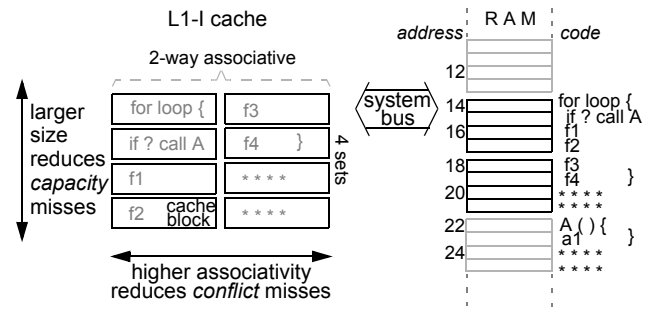 L1-I cache
R A M
address
code
2-way associative
12
system
bus
larger
size
reduces
capacity
misses
for loop {
f3
if ? call A
f4 }
f1
* * * *
f2
cache
block
* * * *
4 sets
14
for loop {
if ? call A
16
f1
f2
18
f3
f4 }
20
* * * *
* * * *
22
A ( ) {
a1 }
24
* * * *
* * * *
higher associativity
reduces conflict misses